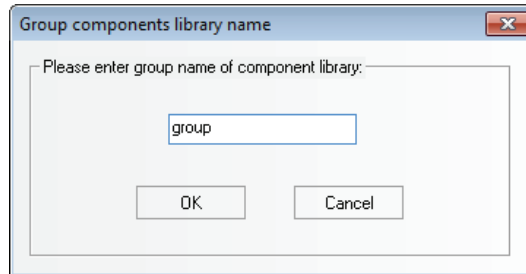 Group components library name
Please enter group name of component library:
group
OK Cancel